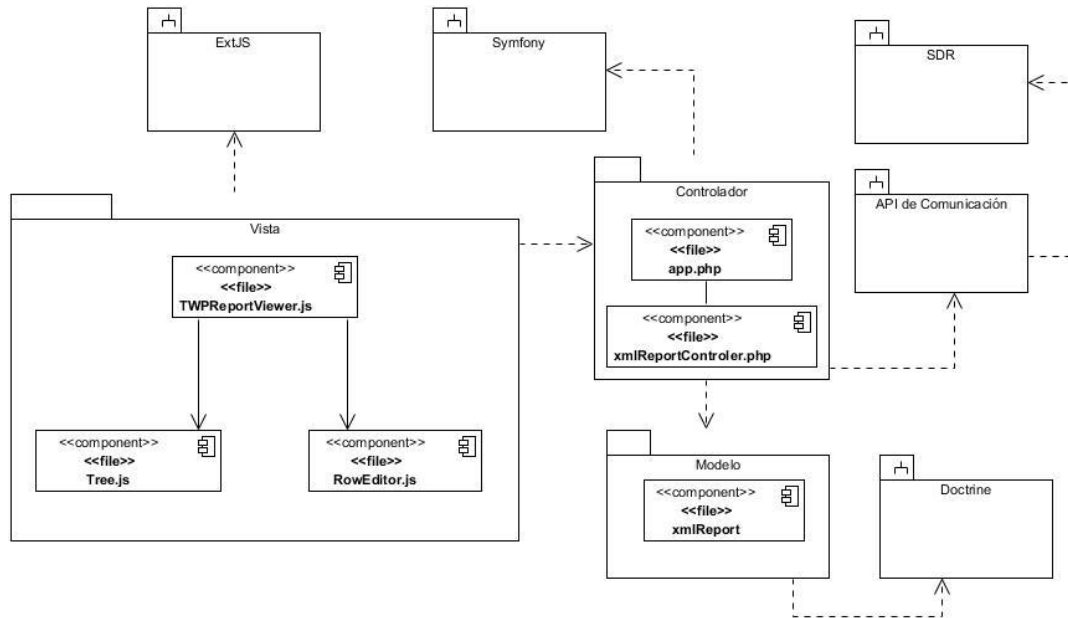 ExtJS
Symfony
SDR
Vista
<<component>>
<<file>>
TWPReportViewer.js
<<component>>
<<file>>
Tree.js
<<component>>
<<file>>
RowEditor.js
Controlador
<<component>>
<<file>>
app.php
<<component>>
<<file>>
xmlReportControler.php
API de Comunicación
Modelo
<<component>>
<<file>>
xmlReport
Doctrine